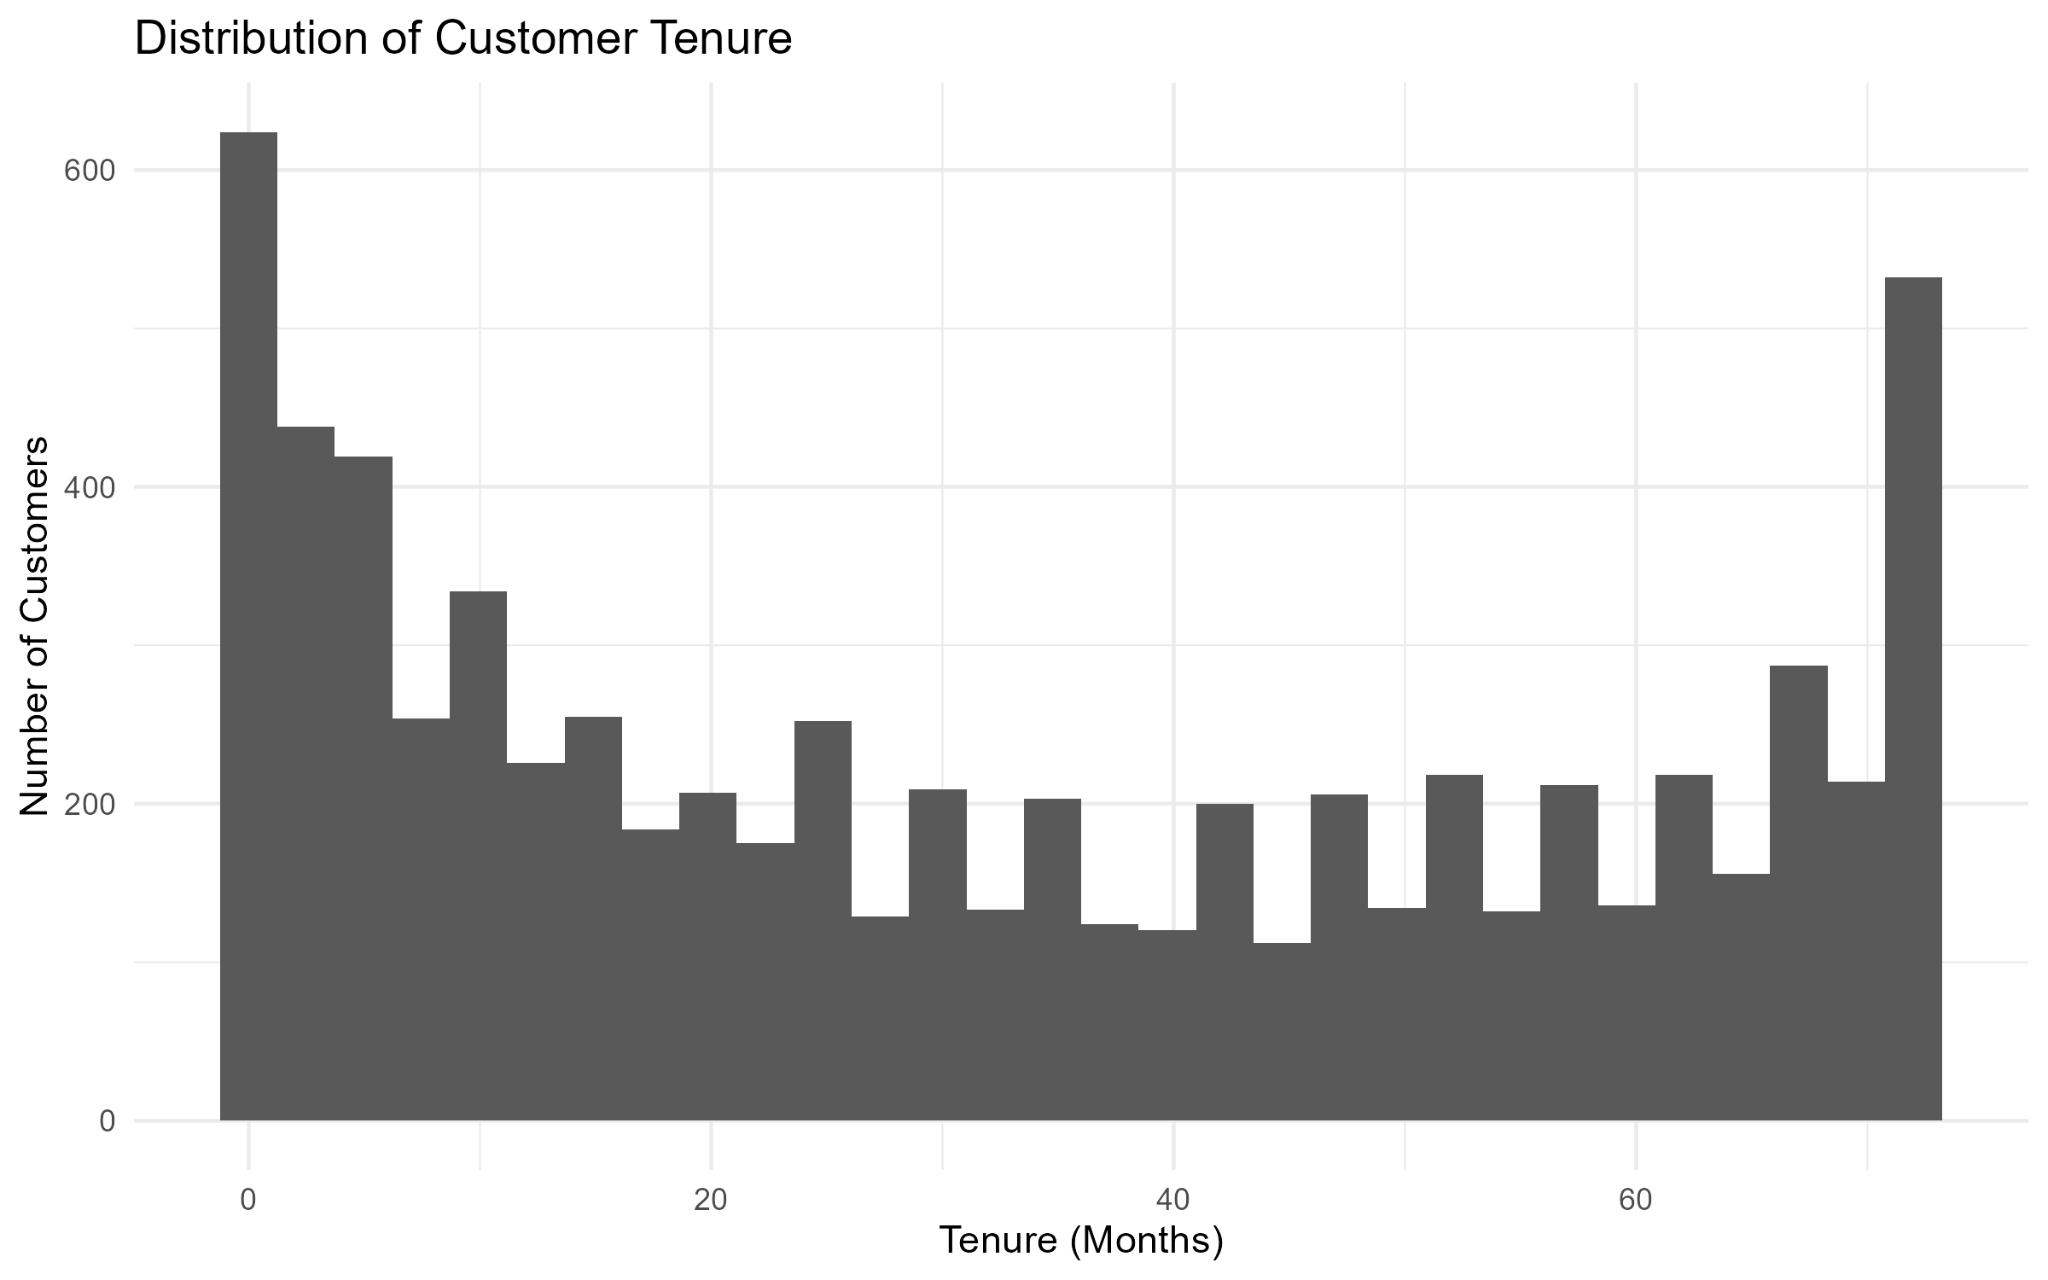 Distribution of Customer Tenure
Number of Customers
600
400
200
0
0 20 40 60
Tenure (Months)